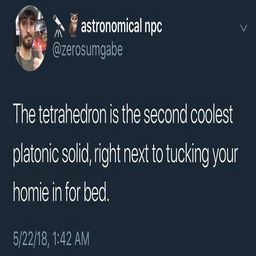 astronomical npc
@zerosumgabe
The tetrahedron is the second coolest
platonic solid, right next to tucking your
homie in for bed.
5/22/18, 1:42 AM